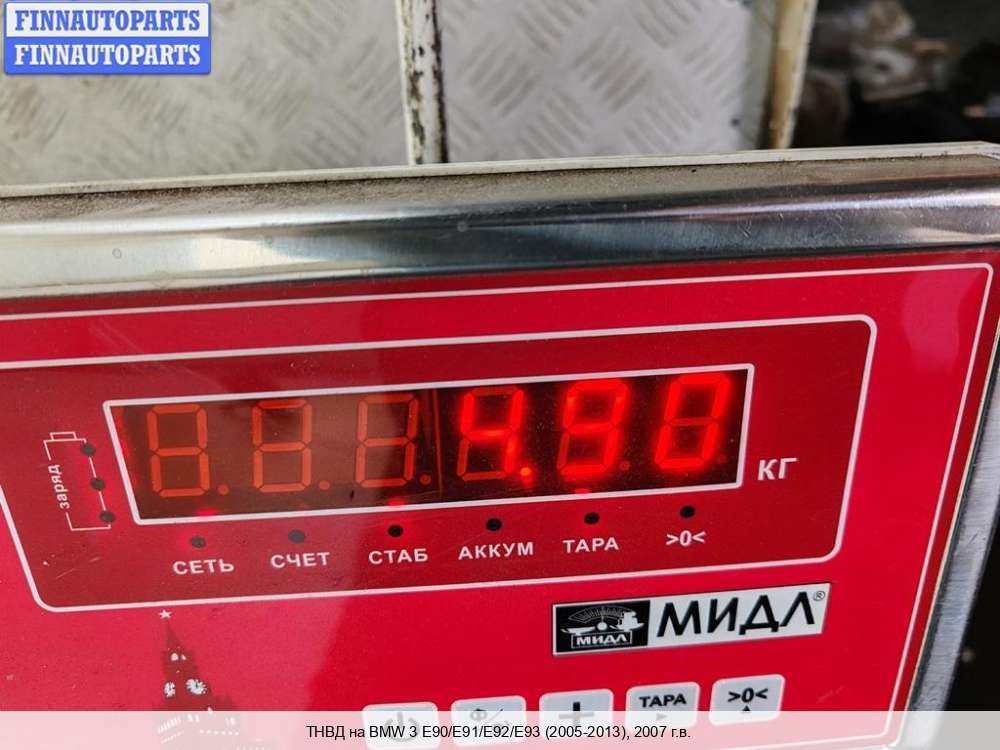 FINNAUTOPARTS
FINNAUTOPARTS
4.90
КГ
заряд
СЕТЬ
СЧЕТ
СТАБ
АККУМ
ТАРА
>0<
МИДЛ
МИДЛ®
ТАРА
>0<
ТНВД на BMW 3 E90/E91/E92/E93 (2005-2013), 2007 г.в.